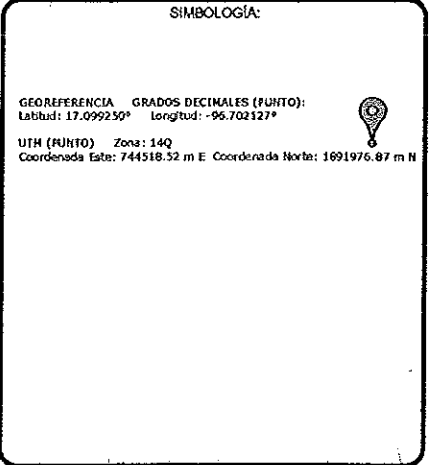 SIMBOLOGÍA:
GEOREFERENCIA GRADOS DECIMALES (PUNTO):
Latitud: 17.099250° Longitud: -96.702127°
UTM (PUNTO) Zona: 14Q
Coordenada Este: 744518.52 m E Coordenada Norte: 1891976.87 m N